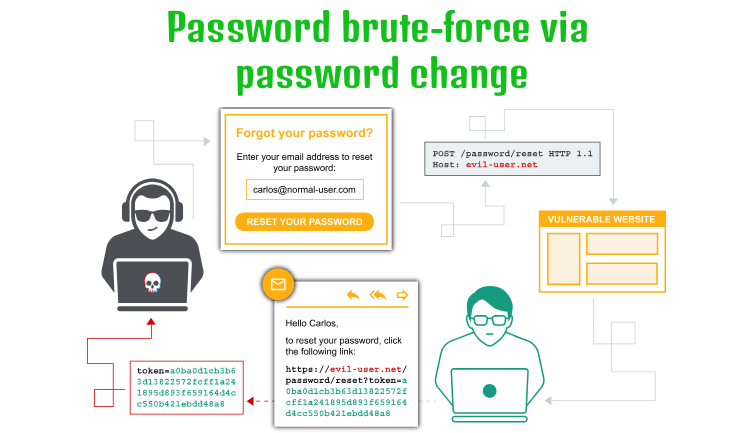 Password brute-force via
password change
Forgot your password?
Enter your email address to reset
your password:
carlos@normal-user.com
RESET YOUR PASSWORD
POST /password/reset HTTP 1.1
Host: evil-user.net
VULNERABLE WEBSITE
Hello Carlos,
to reset your password, click
the following link:
https://evil-user.net/
password/reset?token=a
0ba0d1cb3b63d13822572f
cff1a241895d893f659164
d4cc550b421ebdd48a8
token=a0ba0d1cb3b6
3d13822572fcff1a24
1895d893f659164d4c
c550b421ebdd48a8